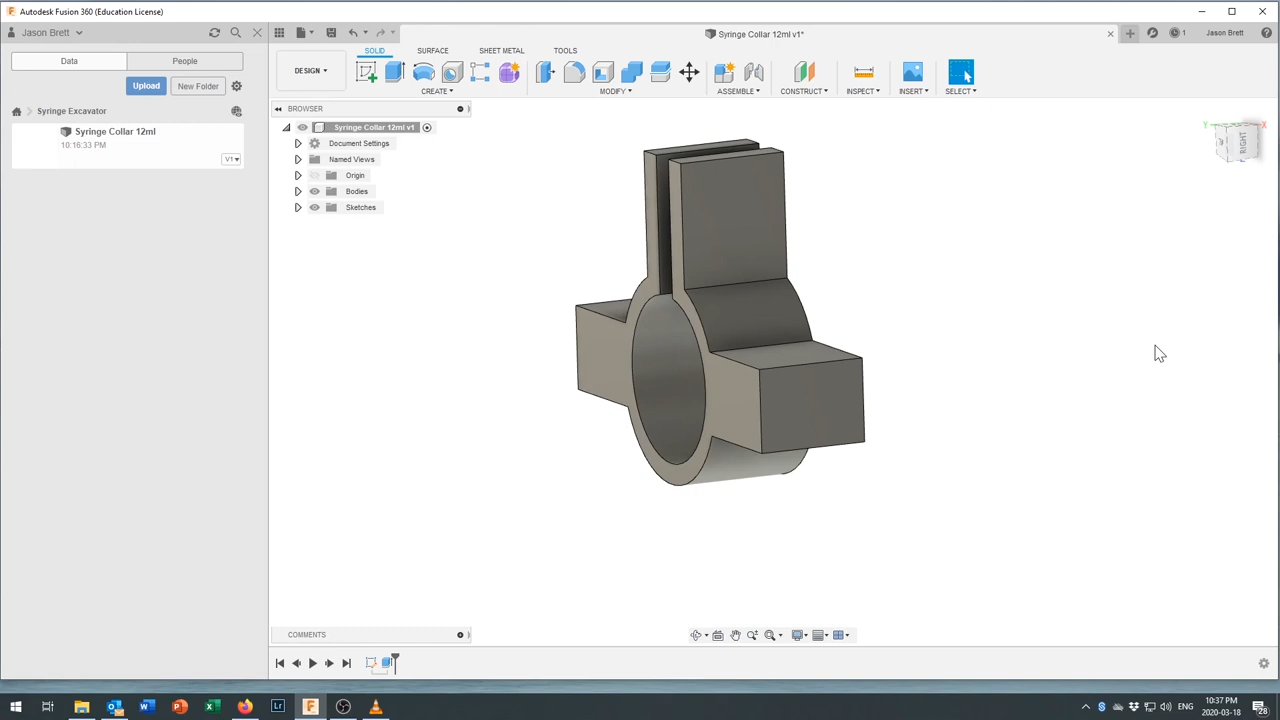 Autodesk Fusion 360 (Education License)
Jason Brett
Syringe Collar 12ml v1*
1
Jason Brett
Data
People
SOLID
SURFACE
SHEET METAL
TOOLS
DESIGN
Upload
New Folder
CREATE
MODIFY
ASSEMBLE
CONSTRUCT
INSPECT
INSERT
SELECT
Syringe Excavator
BROWSER
Syringe Collar 12ml
10:16:33 PM
V1
Syringe Collar 12ml v1
Document Settings
Named Views
Origin
Bodies
Sketches
Y
X
RIGHT
COMMENTS
ENG
10:37 PM
2020-03-18
28